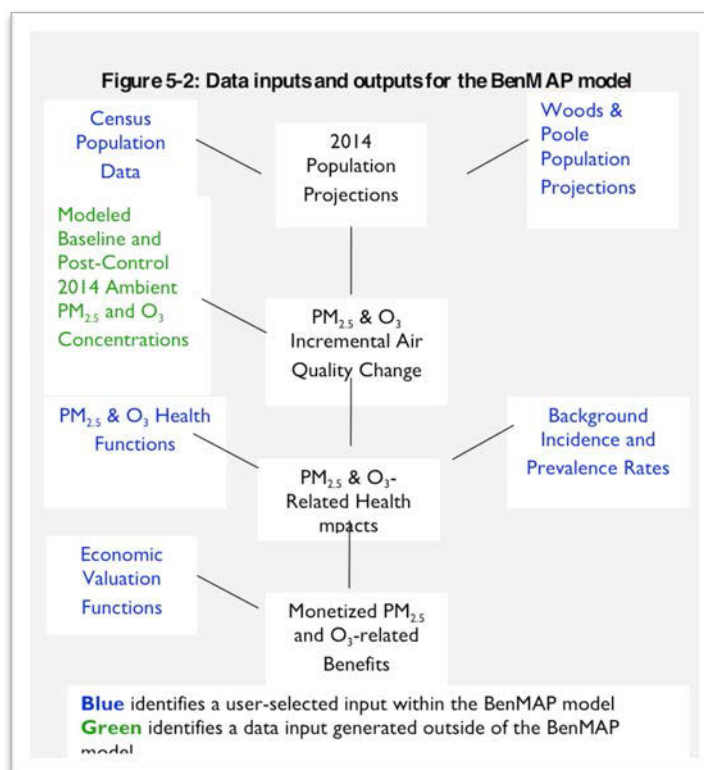 Figure 5-2: Data inputs and outputs for the BenMAP model
Census
Population
Data
2014
Population
Projections
Woods &
Poole
Population
Projections
Modeled
Baseline and
Post-Control
2014 Ambient
PM2.5 and O3
Concentrations
PM2.5 & O3
Incremental Air
Quality Change
PM2.5 & O3 Health
Functions
Background
Incidence and
Prevalence Rates
PM2.5 & O3-
Related Health
mpacts
Economic
Valuation
Functions
Monetized PM2.5
and O3-related
Benefits
Blue identifies a user-selected input within the BenMAP model
Green identifies a data input generated outside of the BenMAP
model